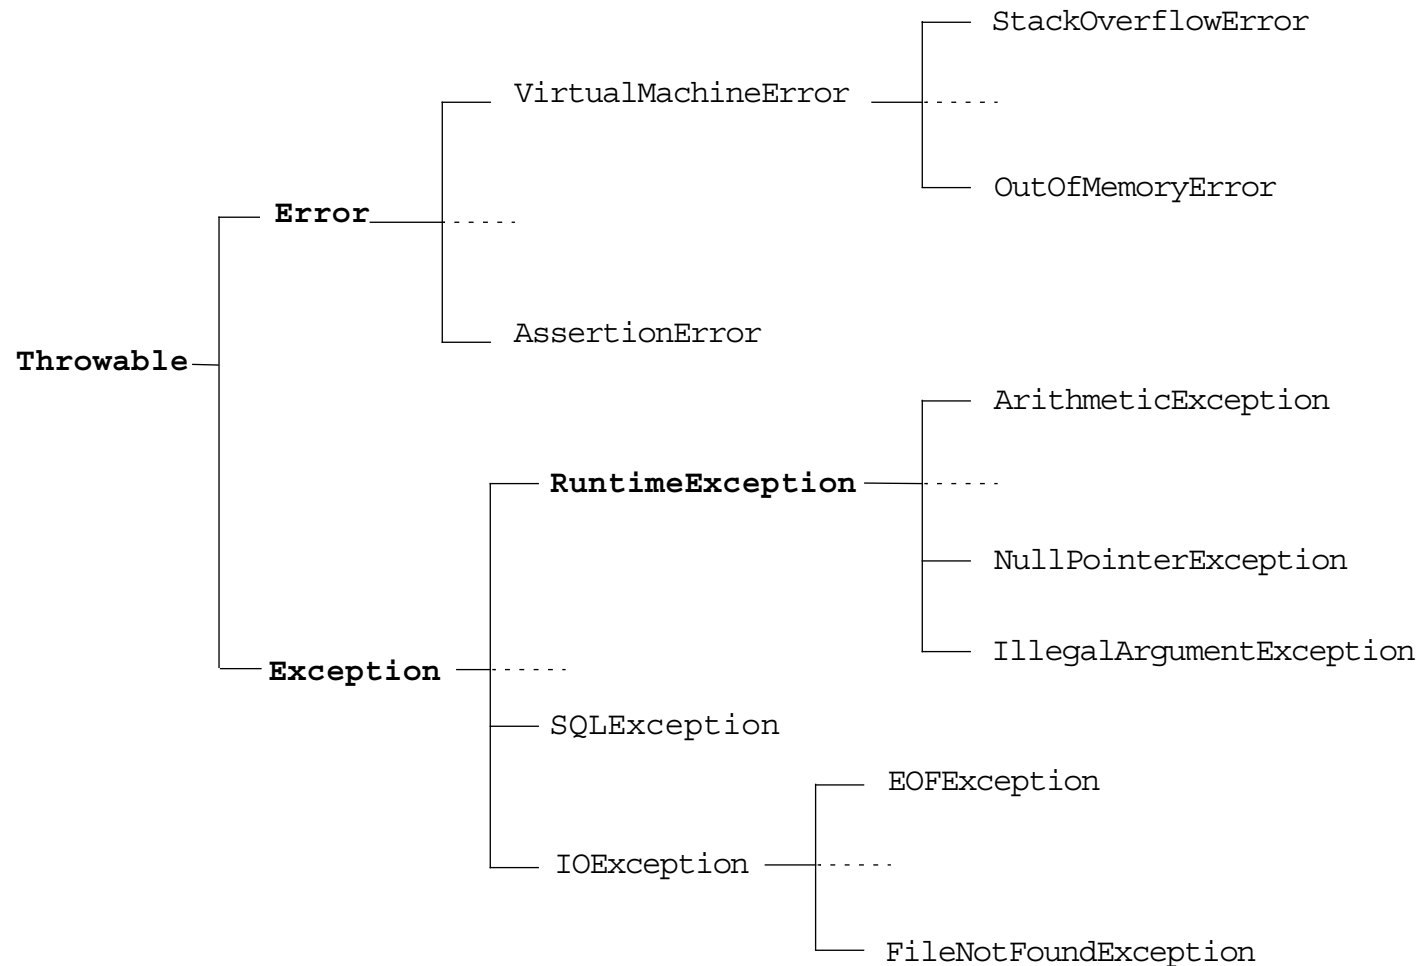 StackOverflowError
VirtualMachineError
OutOfMemoryError
Error
AssertionError
Throwable
ArithmeticException
RuntimeException
NullPointerException
IllegalArgumentException
Exception
SQLException
EOFException
IOException
FileNotFoundException